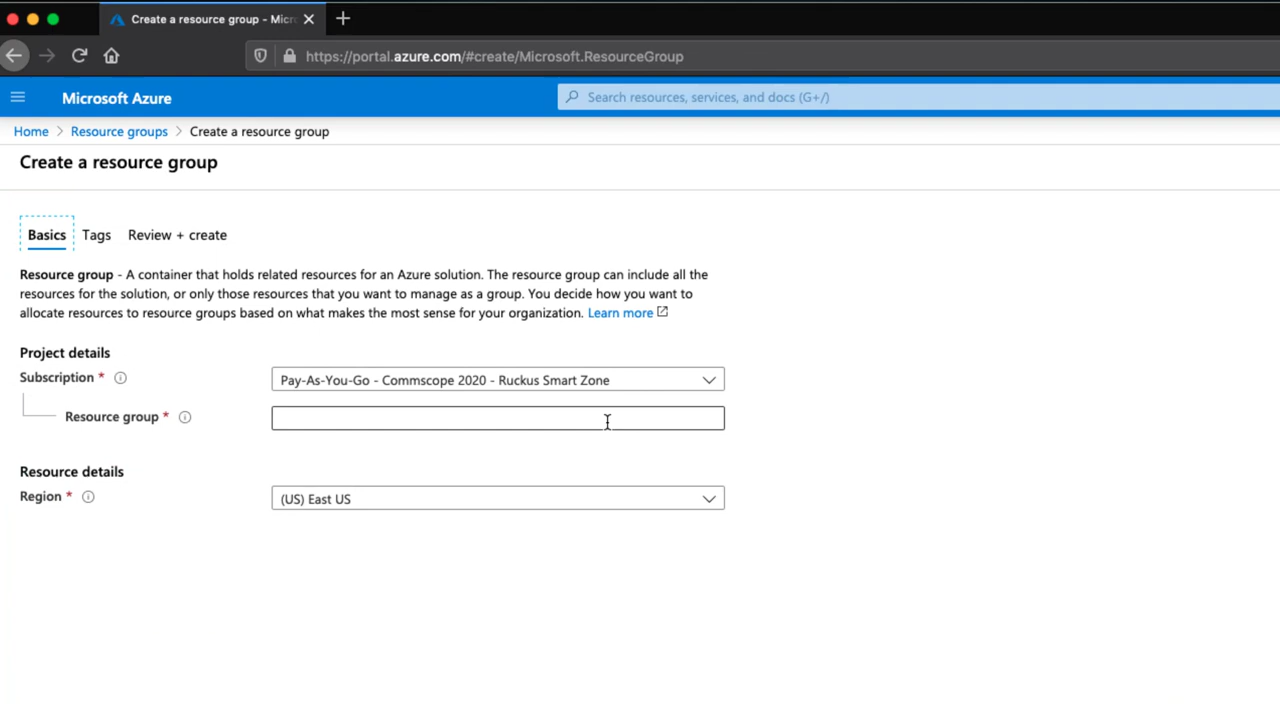 Create a resource group - Micr
https://portal.azure.com/#create/Microsoft.ResourceGroup
Microsoft Azure
Search resources, services, and docs (G+/)
Home > Resource groups > Create a resource group
Create a resource group
Basics Tags Review + create
Resource group - A container that holds related resources for an Azure solution. The resource group can include all the
resources for the solution, or only those resources that you want to manage as a group. You decide how you want to
allocate resources to resource groups based on what makes the most sense for your organization. Learn more
Project details
Subscription *
Pay-As-You-Go - Commscope 2020 - Ruckus Smart Zone
Resource group *
Resource details
Region *
(US) East US